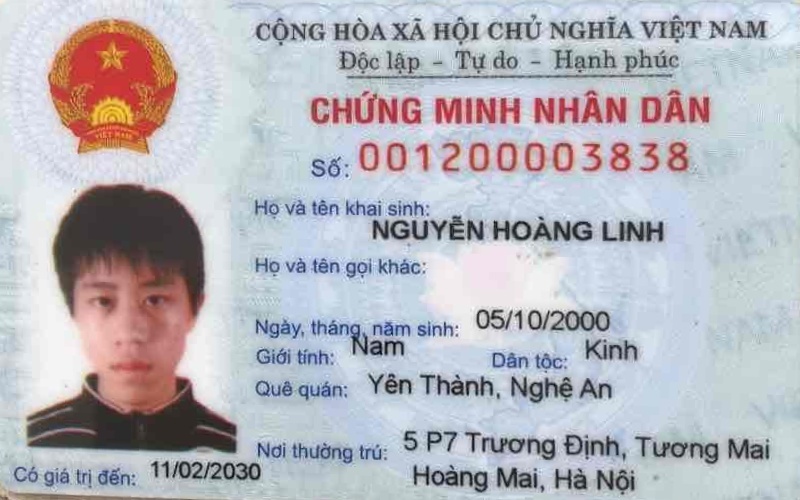 CỘNG HÒA XÃ HỘI CHỦ NGHĨA VIỆT NAM
Độc lập - Tự do - Hạnh phúc
CHỨNG MINH NHÂN DÂN
Số: 001200003838
Họ và tên khai sinh:
NGUYỄN HOÀNG LINH
Họ và tên gọi khác:
Ngày, tháng, năm sinh: 05/10/2000
Giới tính: Nam Dân tộc: Kinh
Quê quán: Yên Thành, Nghệ An
Nơi thường trú: 5 P7 Trương Định, Tương Mai
Hoàng Mai, Hà Nội
Có giá trị đến: 11/02/2030
VIỆT NAM